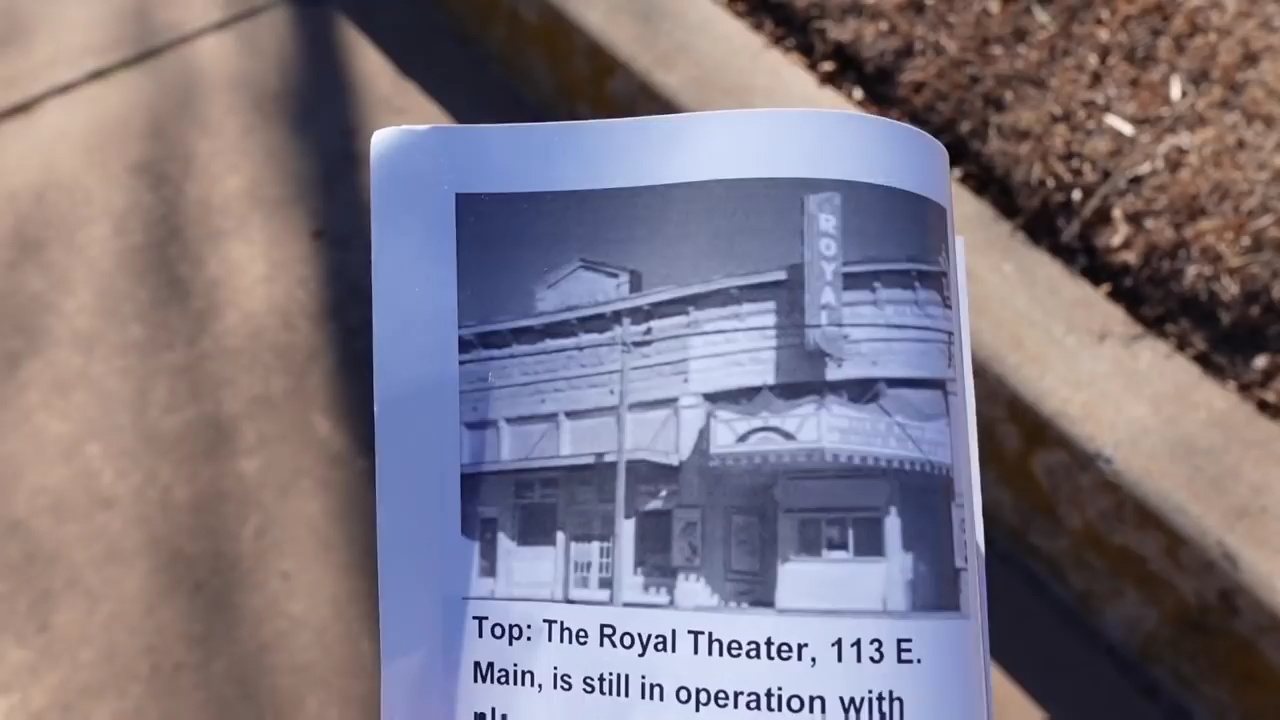 ROYAL
Top: The Royal Theater, 113 E.
Main, is still in operation with